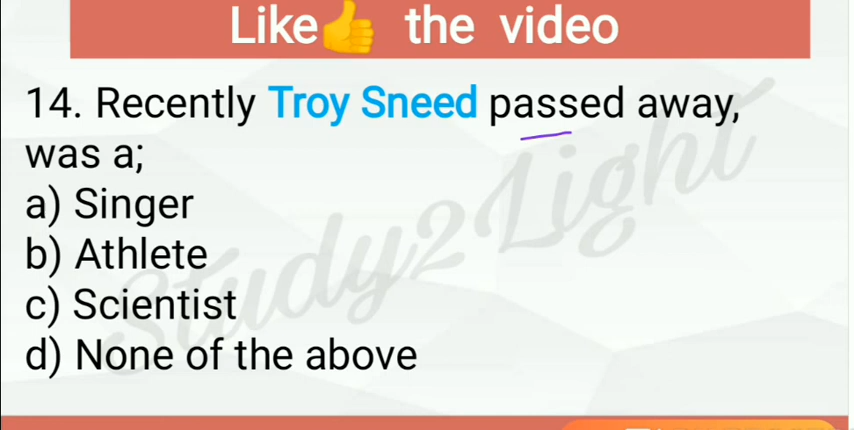 Like👍 the video
14. Recently Troy Sneed passed away,
was a;
a) Singer
b) Athlete
c) Scientist
d) None of the above
Study2Light